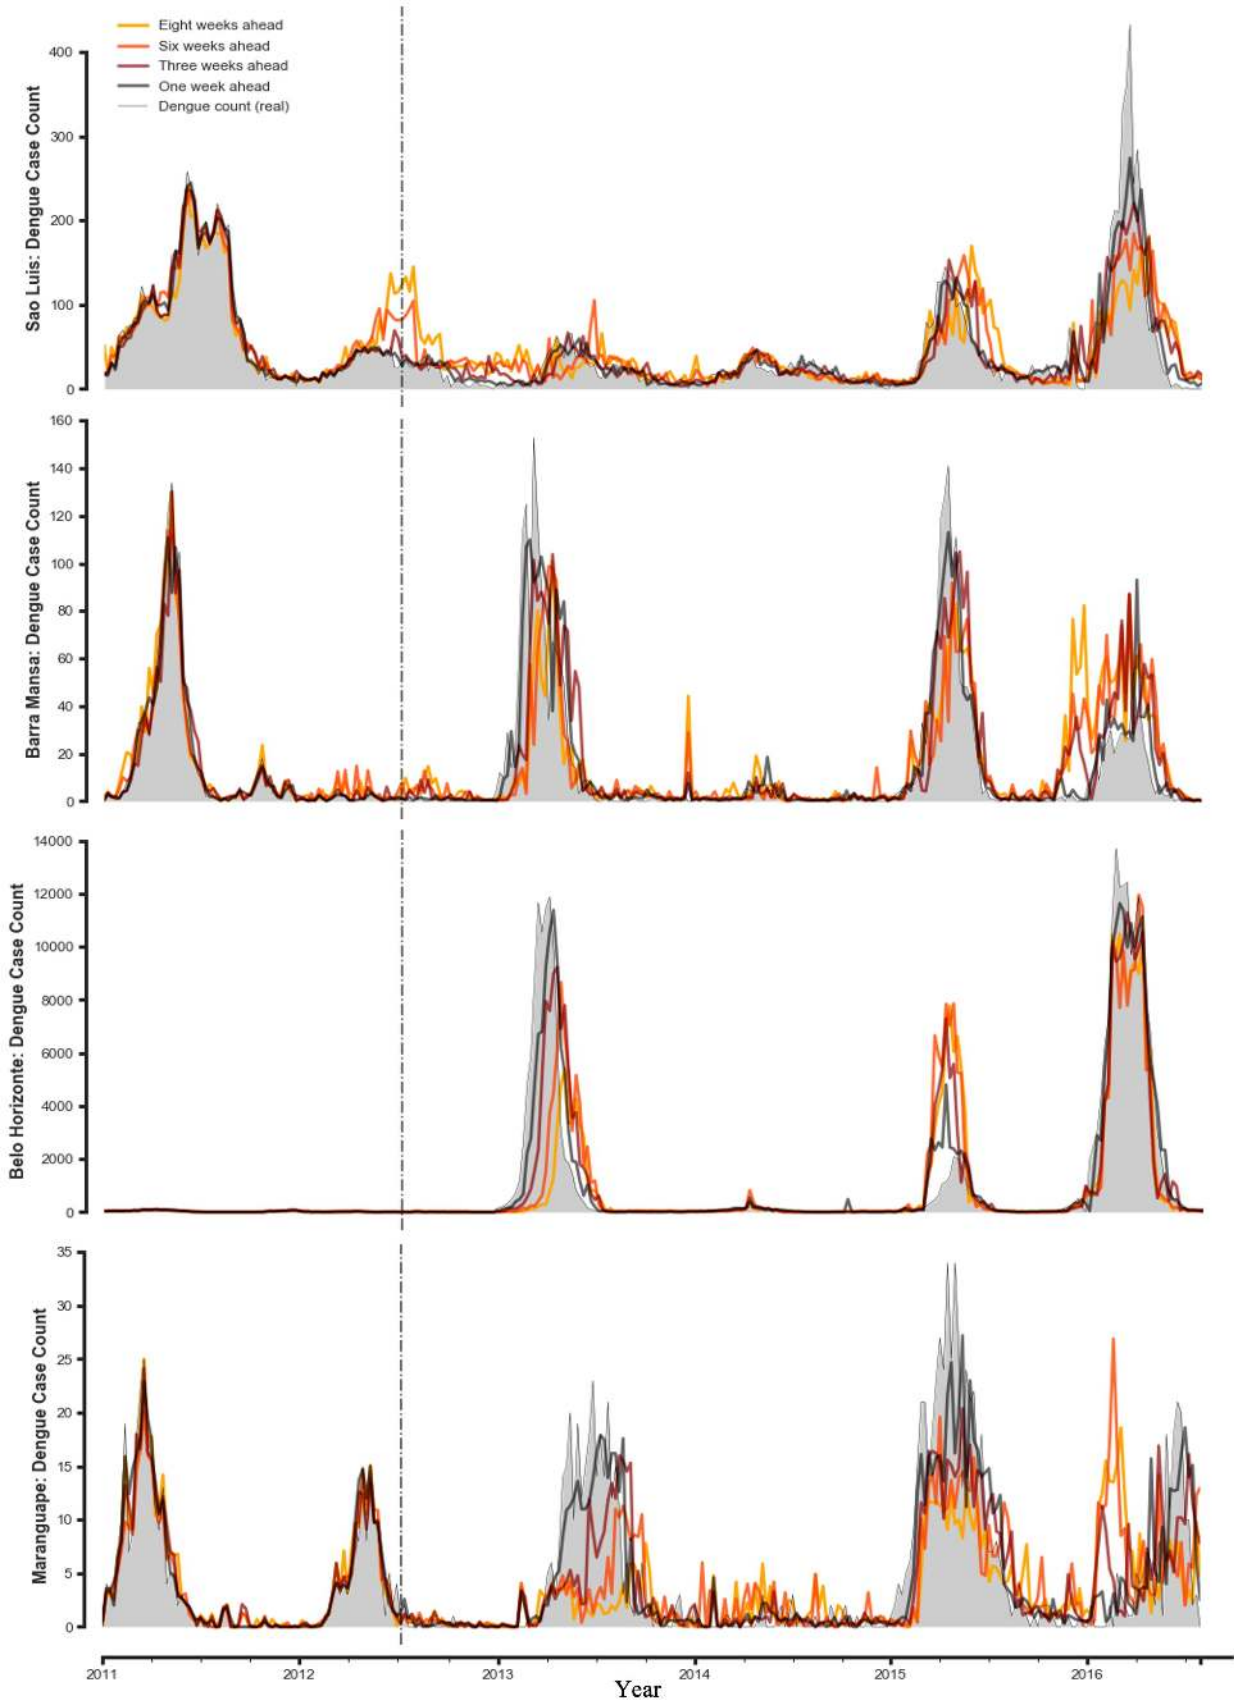 Eight weeks ahead
Six weeks ahead
Three weeks ahead
One week ahead
Dengue count (real)
Sao Luis: Dengue Case Count
400
300
200
100
0
Barra Mansa: Dengue Case Count
160
140
120
100
80
60
40
20
0
Belo Horizonte: Dengue Case Count
14000
12000
10000
8000
6000
4000
2000
0
Maranguape: Dengue Case Count
35
30
25
20
15
10
5
0
2011 2012 2013 2014 2015 2016
Year